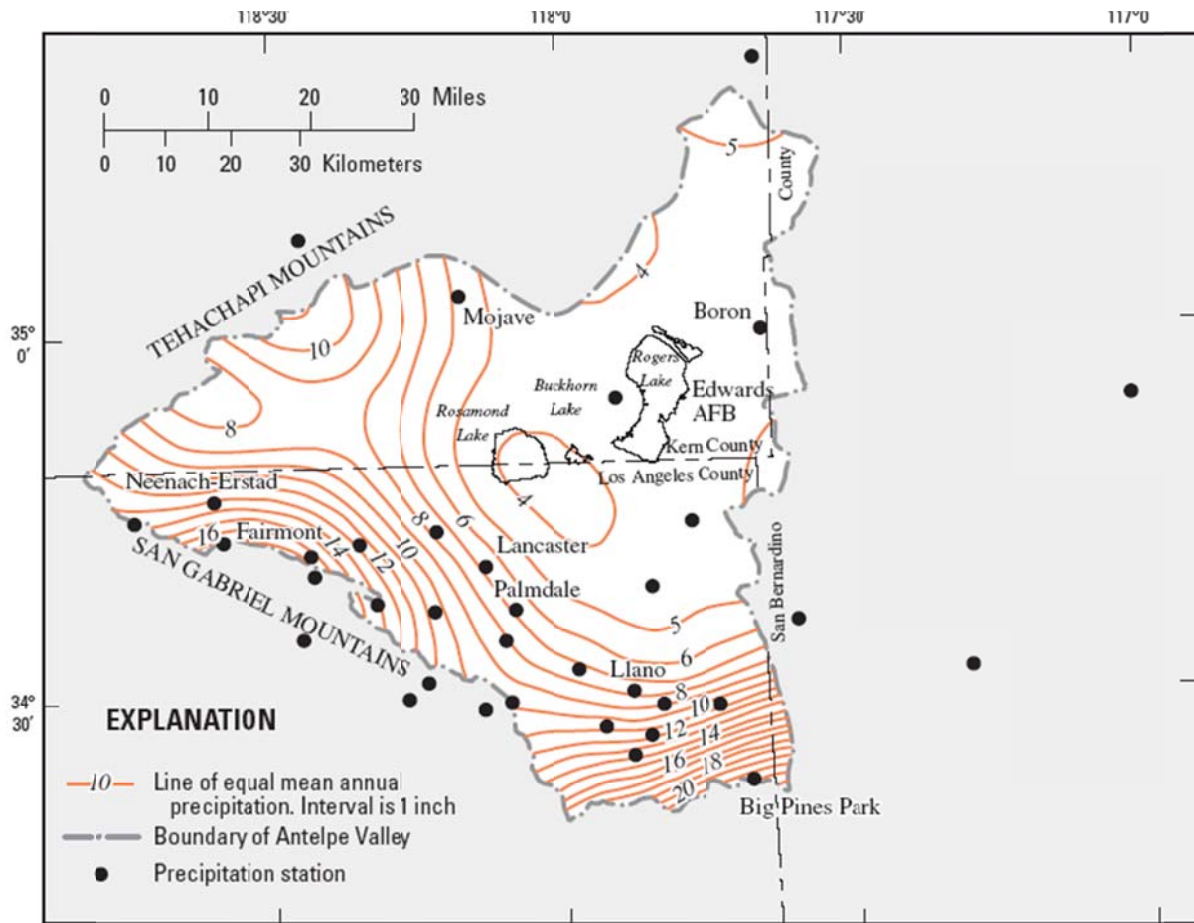 118°30'
118°0'
117°30'
117°0'
0 10 20 30 Miles
0 10 20 30 Kilometers
5
County
TEHACHAPI MOUNTAINS
4
Mojave
Boron
35°
0'
10
Rogers
Lake
Buckhorn
Lake
Edwards
AFB
Rosamond
Lake
8
Kern County
Los Angeles County
Neenach-Erstad
4
16
Fairmont
14
12
10
8
6
Lancaster
SAN GABRIEL MOUNTAINS
Palmdale
San Bernardino
5
6
Llano
8
10
12
14
16
18
20
34°
30'
Big Pines Park
EXPLANATION
10
Line of equal mean annual
precipitation. Interval is 1 inch
Boundary of Antelpe Valley
Precipitation station